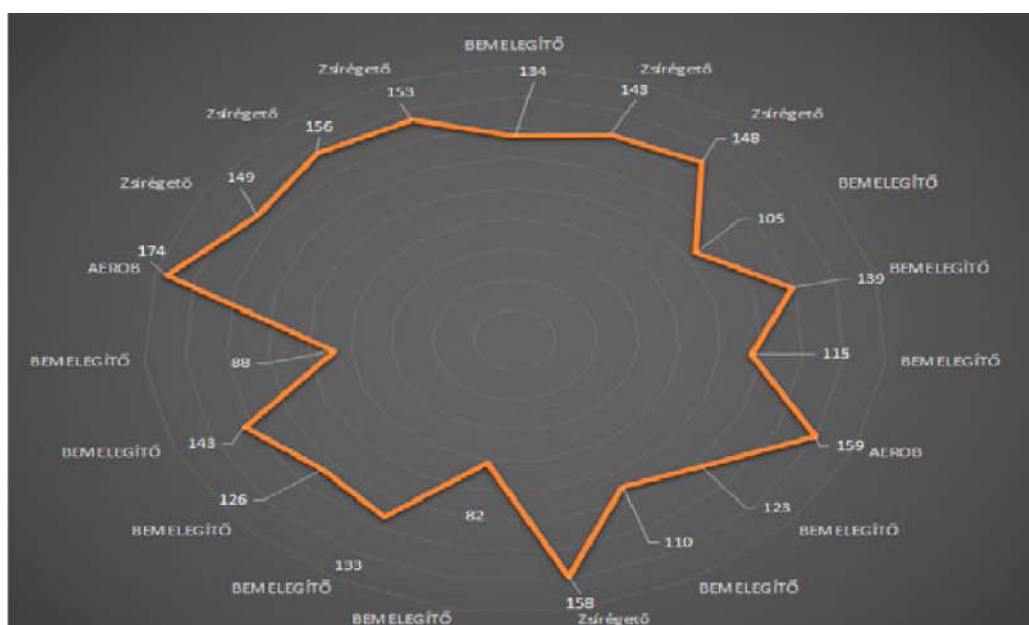 BEMELEGÍTŐ
134
Zsírégető
143
Zsírégető
148
BEMELEGÍTŐ
105
BEMELEGÍTŐ
139
BEMELEGÍTŐ
115
AEROB
159
BEMELEGÍTŐ
123
BEMELEGÍTŐ
110
Zsírégető
158
BEMELEGÍTŐ
82
BEMELEGÍTŐ
133
BEMELEGÍTŐ
126
BEMELEGÍTŐ
143
BEMELEGÍTŐ
88
AEROB
174
Zsírégető
149
Zsírégető
156
Zsírégető
153